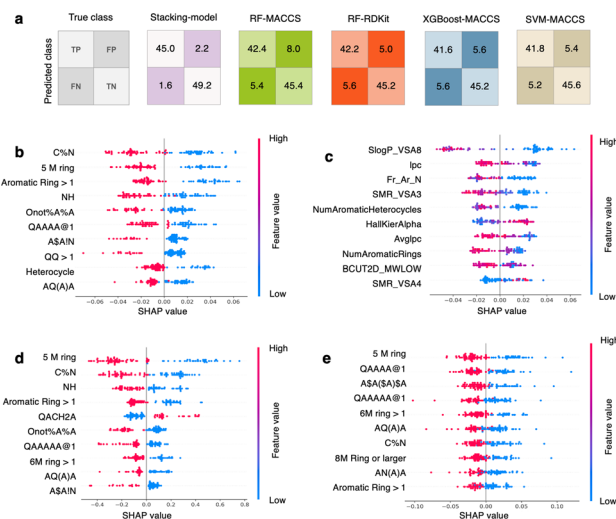 a
True class
Stacking-model
RF-MACCS
RF-RDKit
XGBoost-MACCS
SVM-MACCS
Predicted class
TP FP
FN TN
45.0 2.2
1.6 49.2
42.4 8.0
5.4 45.4
42.2 5.0
5.6 45.2
41.6 5.6
5.6 45.2
41.8 5.4
5.2 45.6
b
C%N
5 M ring
Aromatic Ring > 1
NH
Onot%A%A
QAAAA@1
A$A!N
QQ > 1
Heterocycle
AQ(A)A
−0.06 −0.04 −0.02 0.00 0.02 0.04 0.06
SHAP value
High
Feature value
Low
c
SlogP_VSA8
Ipc
Fr_Ar_N
SMR_VSA3
NumAromaticHeterocycles
HallKierAlpha
AvgIpc
NumAromaticRings
BCUT2D_MWLOW
SMR_VSA4
−0.04 −0.02 0.00 0.02 0.04 0.06
SHAP value
High
Feature value
Low
d
5 M ring
C%N
NH
Aromatic Ring > 1
QACH2A
Onot%A%A
QAAAAA@1
6M ring > 1
AQ(A)A
A$A!N
−0.6 −0.4 −0.2 0.0 0.2 0.4 0.6 0.8
SHAP value
High
Feature value
Low
e
5 M ring
QAAAA@1
A$A($A)$A
QAAAAA@1
6M ring > 1
AQ(A)A
C%N
8M Ring or larger
AN(A)A
Aromatic Ring > 1
−0.10 −0.05 0.00 0.05 0.10
SHAP value
High
Feature value
Low